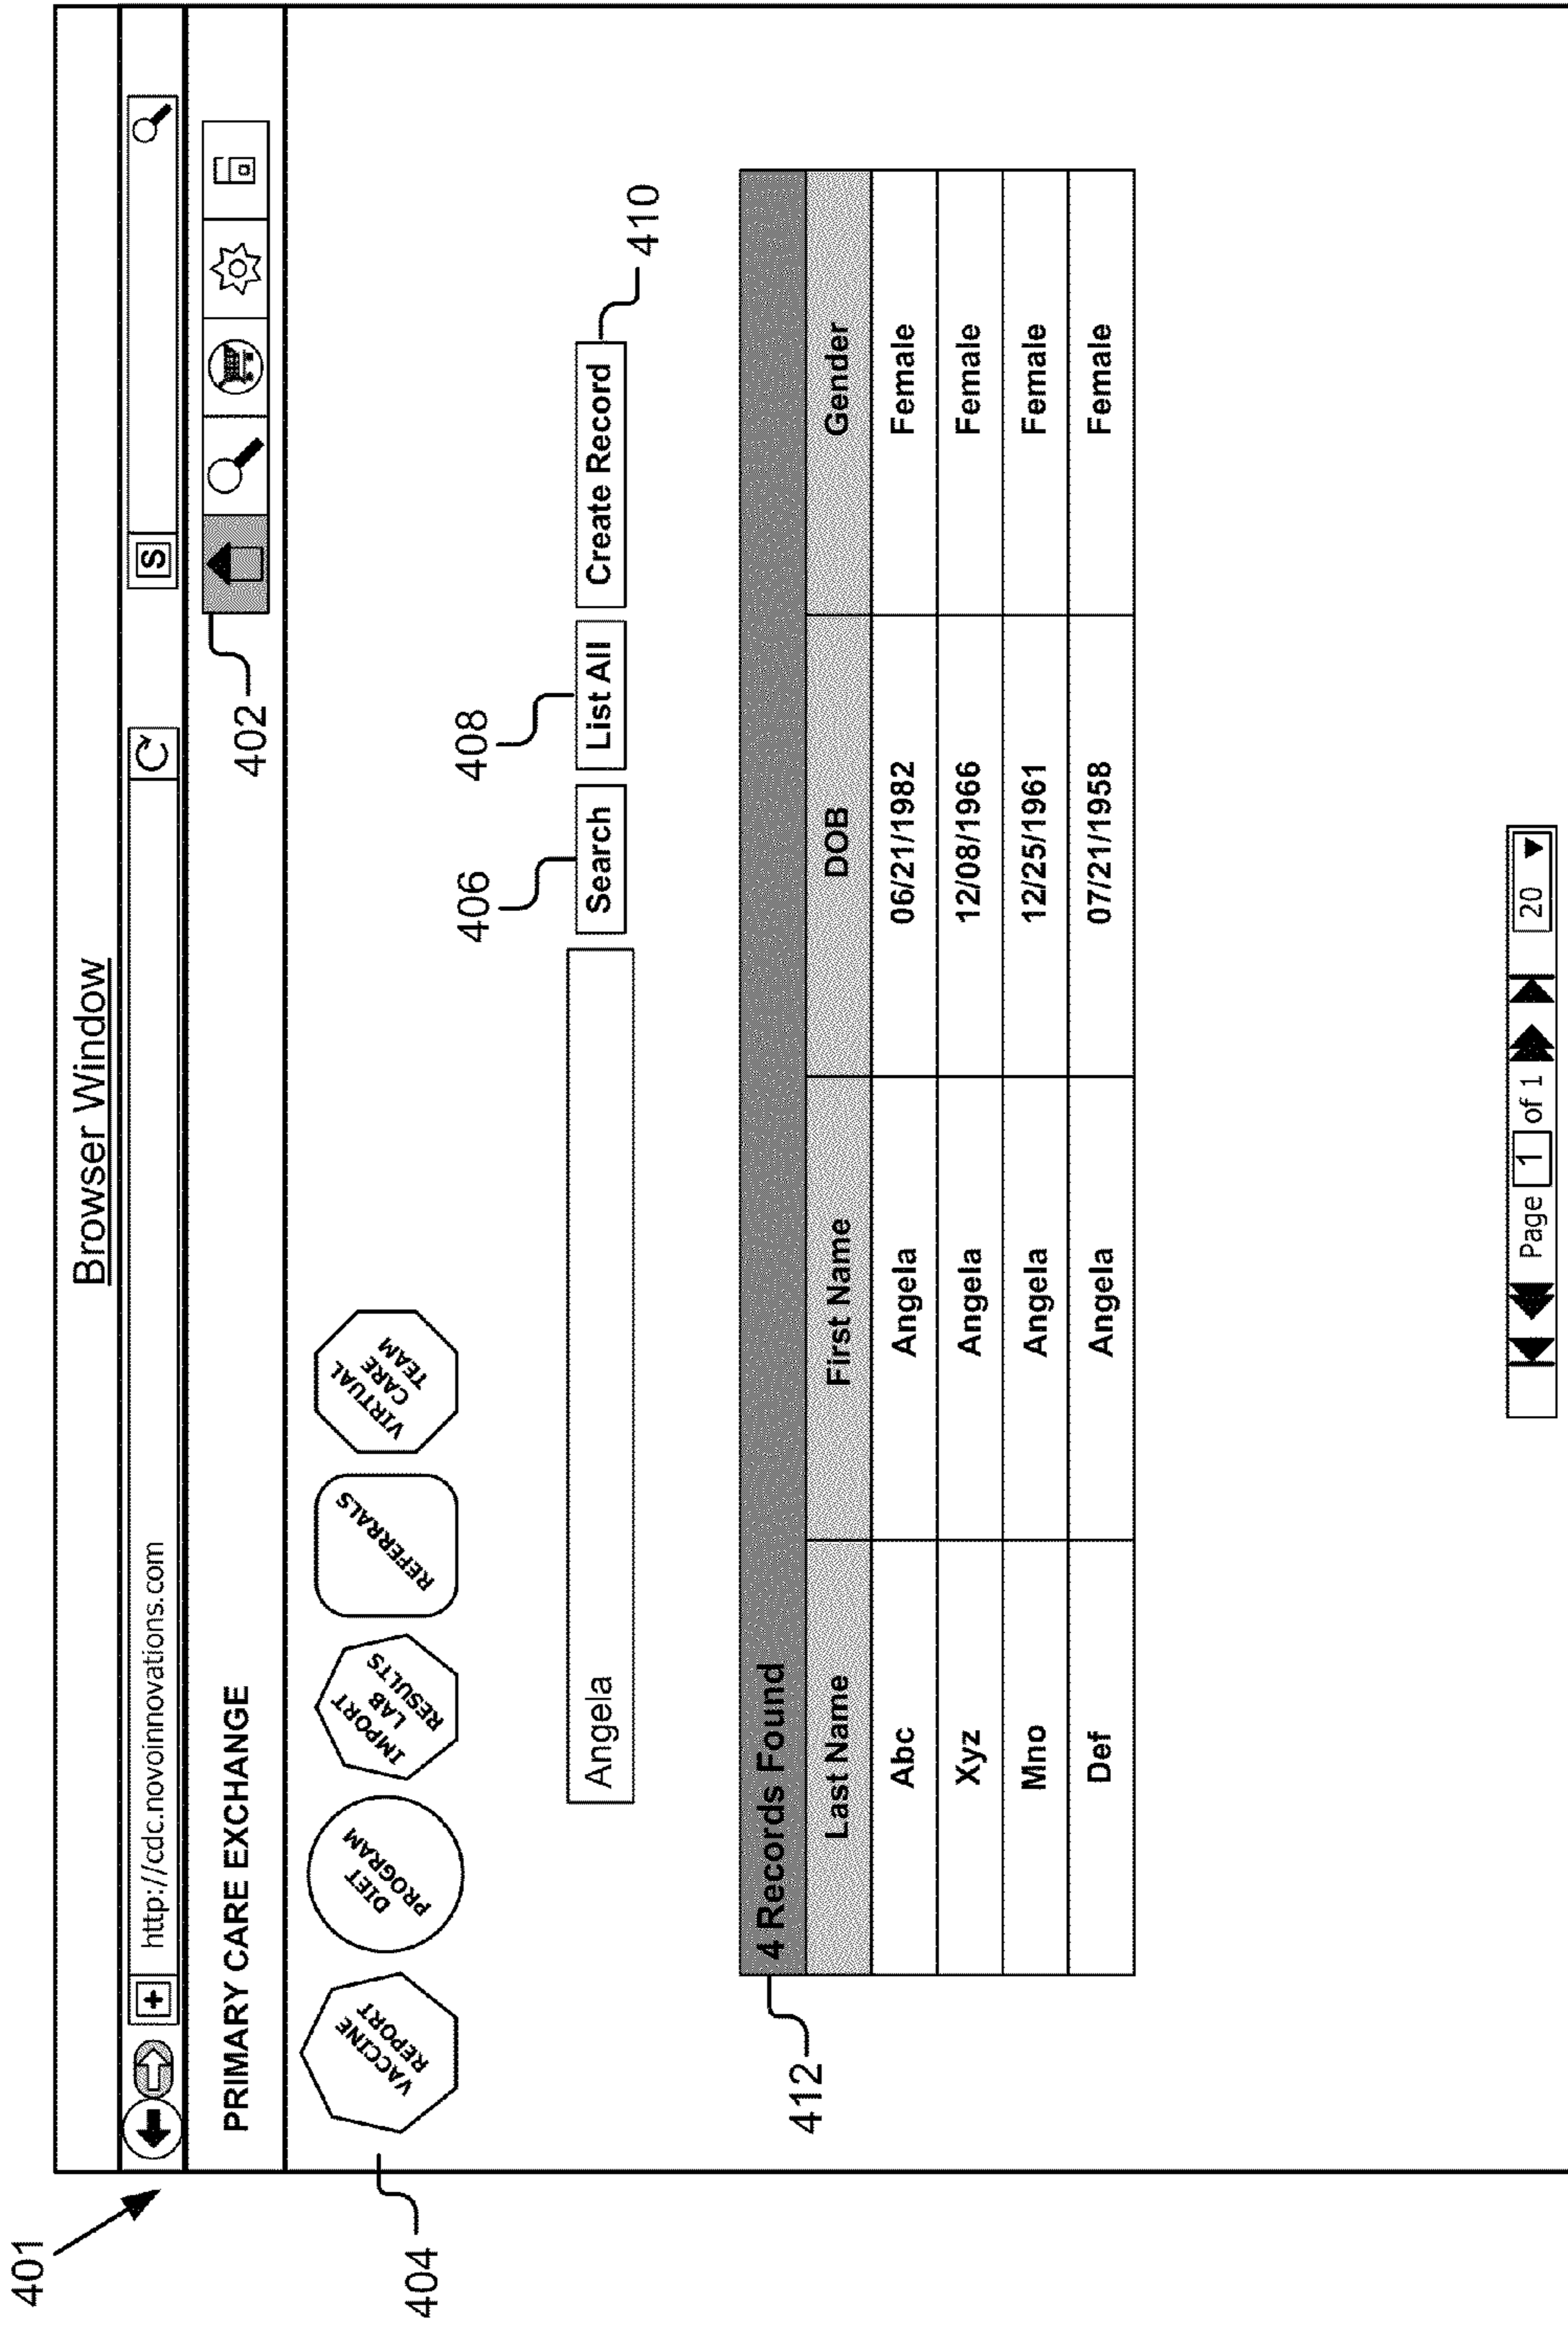 401
Browser Window
+ http://cdc.novoinnovations.com S
PRIMARY CARE EXCHANGE
402
404
VACCINE
REPORT
DIET
PROGRAM
IMPORT
LAB
RESULTS
REFERRALS
VIRTUAL
CARE
TEAM
406
408
410
Angela Search List All Create Record
412
4 Records Found
Last Name First Name DOB Gender
Abc Angela 06/21/1982 Female
Xyz Angela 12/08/1966 Female
Mno Angela 12/25/1961 Female
Def Angela 07/21/1958 Female
Page 1 of 1 20